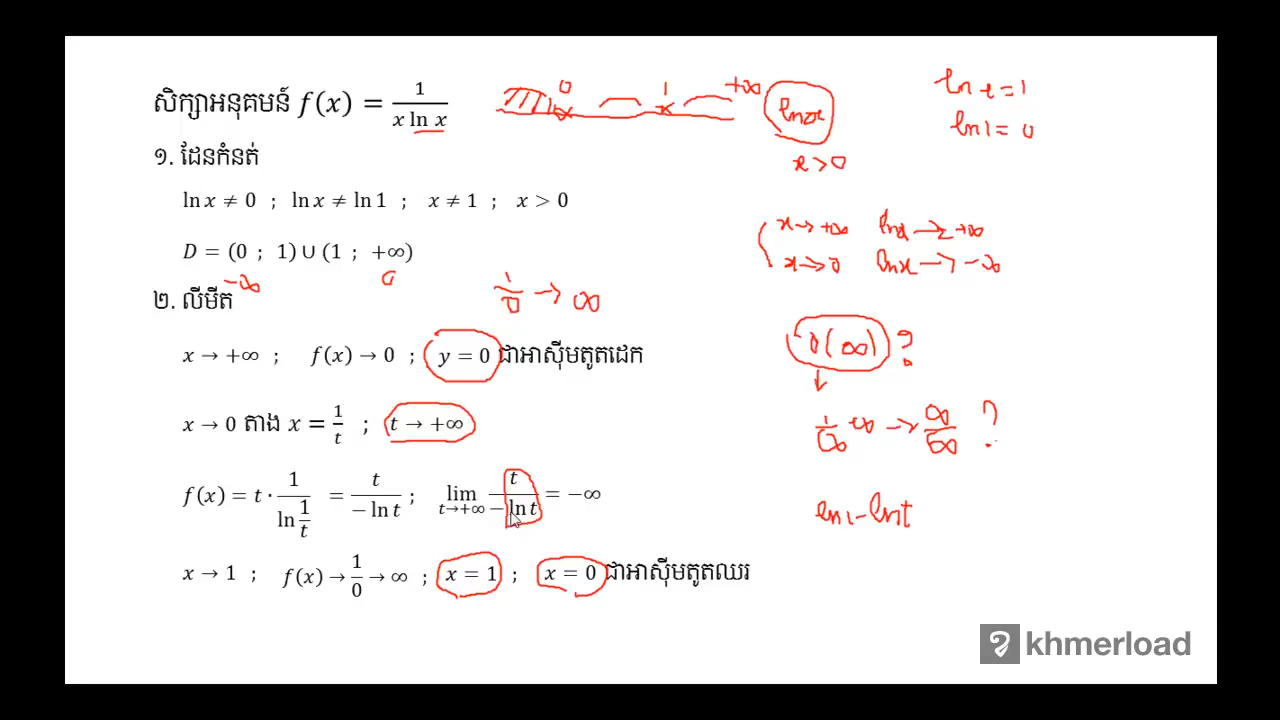 សិក្សាអនុគមន៍ f(x) = 1/(x ln x)
0 1 +∞
ln x
x > 0
ln e = 1
ln 1 = 0
១. ដែនកំនត់
ln x ≠ 0 ; ln x ≠ ln 1 ; x ≠ 1 ; x > 0
D = (0 ; 1) ∪ (1 ; +∞)
x → +∞ ln x → +∞
x → 0 ln x → -∞
-∞ 0
២. លីមីត
1/0 → ∞
x → +∞ ; f(x) → 0 ; y = 0 ជាអាស៊ីមតូតដេក
0(∞) ?
x → 0 តាង x = 1/t ; t → +∞
1/∞ ∞ → ∞/∞ ?
f(x) = t · 1/(ln 1/t) = t/(− ln t) ; lim t→+∞ t/(− ln t) = −∞
ln 1 - ln t
x → 1 ; f(x) → 1/0 → ∞ ; x = 1 ; x = 0 ជាអាស៊ីមតូតឈរ
khmerload